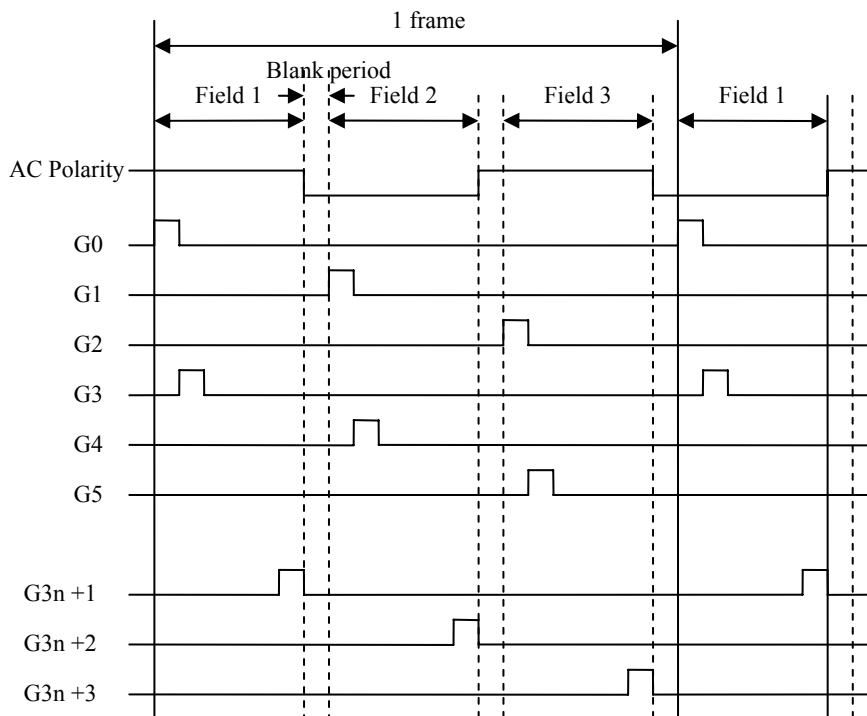 1 frame
Blank period
Field 1 Field 2 Field 3 Field 1
AC Polarity
G0
G1
G2
G3
G4
G5
G3n +1
G3n +2
G3n +3